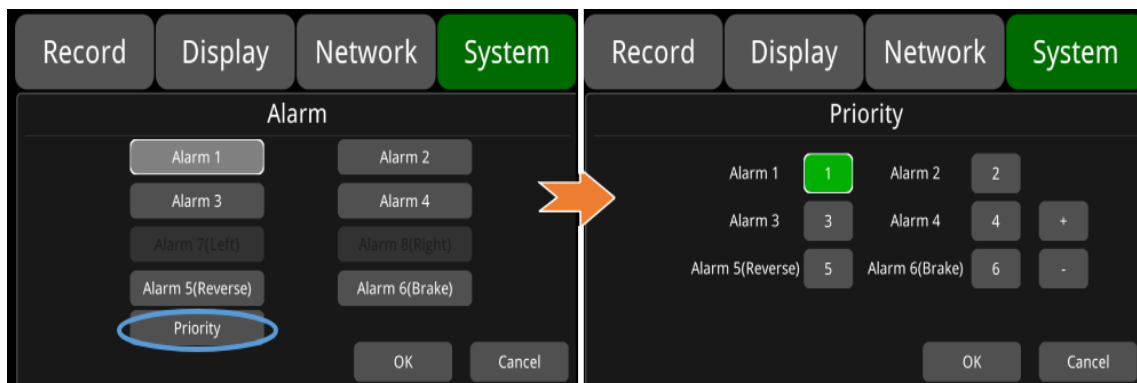 Record Display Network System
Alarm
Alarm 1 Alarm 2
Alarm 3 Alarm 4
Alarm 7(Left) Alarm 8(Right)
Alarm 5(Reverse) Alarm 6(Brake)
Priority
OK Cancel
Record Display Network System
Priority
Alarm 1 1 Alarm 2 2
Alarm 3 3 Alarm 4 4 +
Alarm 5(Reverse) 5 Alarm 6(Brake) 6 -
OK Cancel